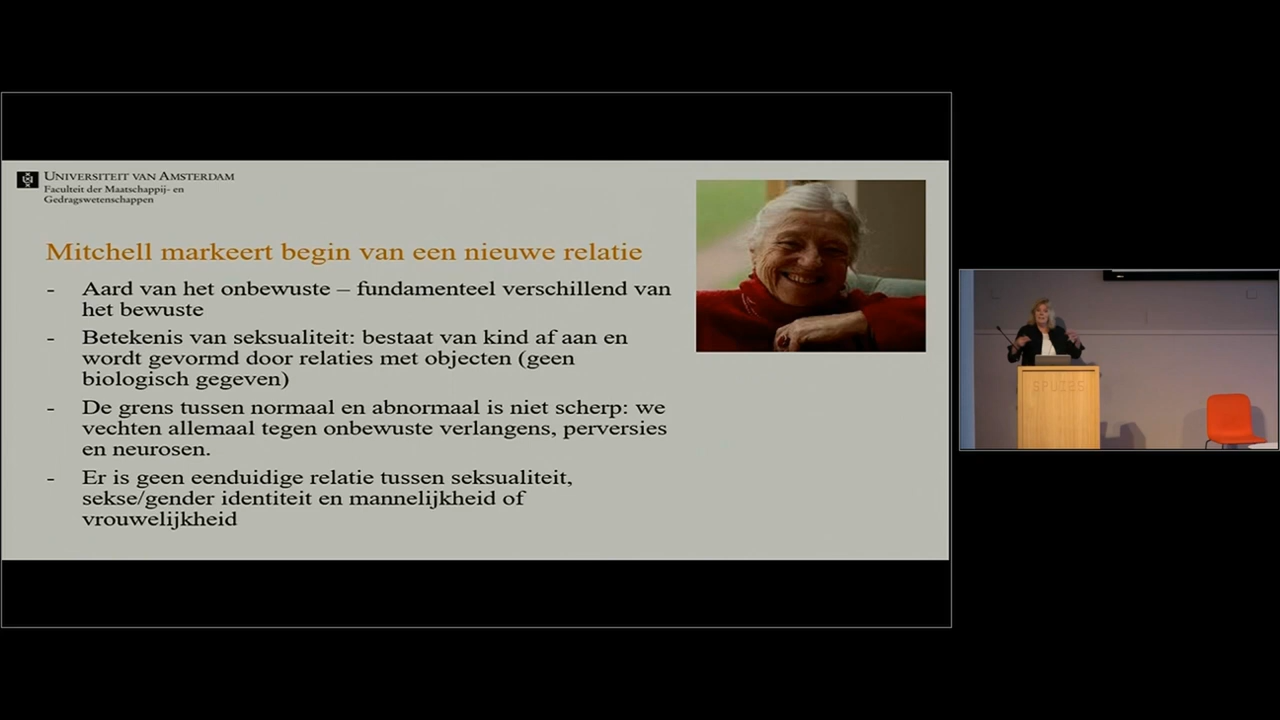 UNIVERSITEIT VAN AMSTERDAM
Faculteit der Maatschappij- en
Gedragswetenschappen
Mitchell markeert begin van een nieuwe relatie
- Aard van het onbewuste – fundamenteel verschillend van
het bewuste
- Betekenis van seksualiteit: bestaat van kind af aan en
wordt gevormd door relaties met objecten (geen
biologisch gegeven)
- De grens tussen normaal en abnormaal is niet scherp: we
vechten allemaal tegen onbewuste verlangens, perversies
en neurosen.
- Er is geen eenduidige relatie tussen seksualiteit,
sekse/gender identiteit en mannelijkheid of
vrouwelijkheid
SPUI25